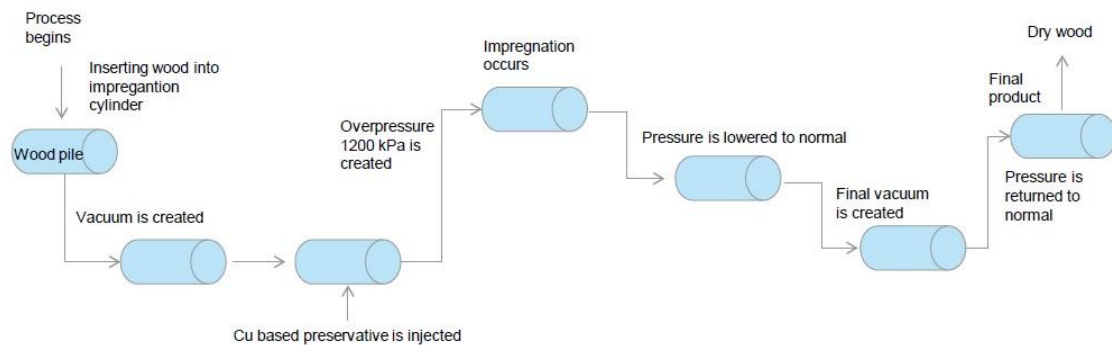 Process
begins
Inserting wood into
impregantion
cylinder
Wood pile
Vacuum is created
Cu based preservative is injected
Overpressure
1200 kPa is
created
Impregnation
occurs
Pressure is lowered to normal
Final vacuum
is created
Pressure is
returned to
normal
Final
product
Dry wood